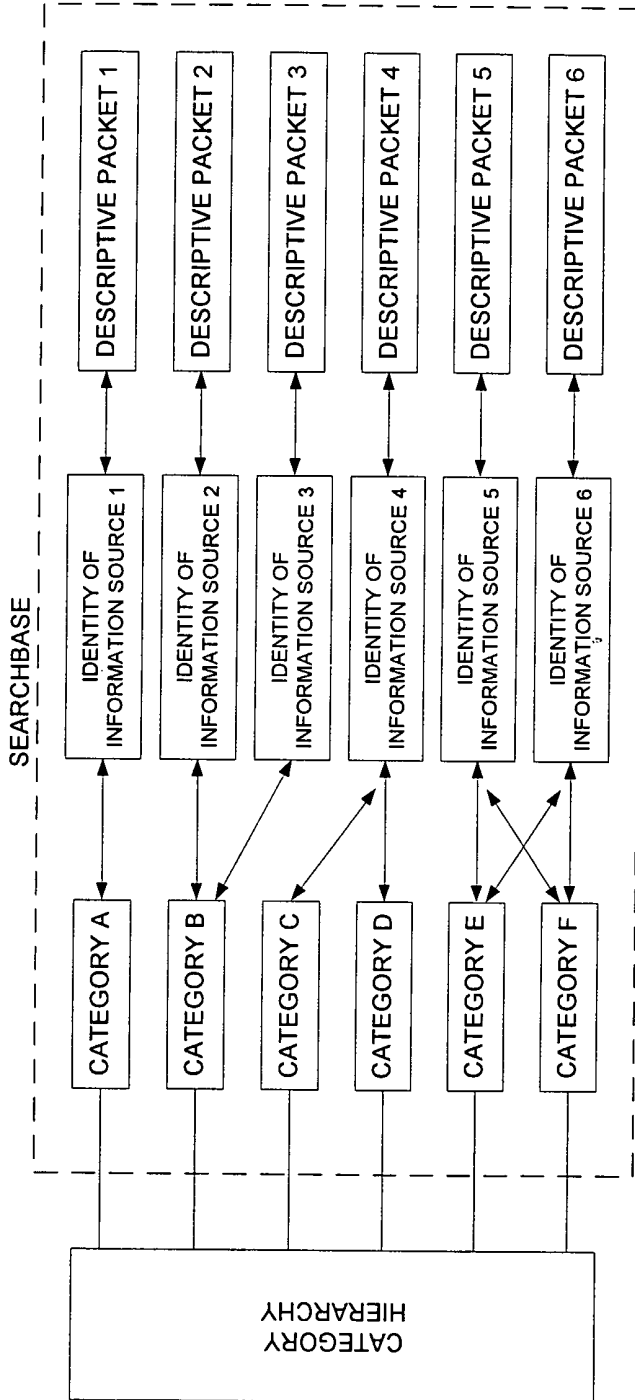 SEARCHBASE
CATEGORY
HIERARCHY
CATEGORY A
CATEGORY B
CATEGORY C
CATEGORY D
CATEGORY E
CATEGORY F
IDENTITY OF
INFORMATION SOURCE 1
IDENTITY OF
INFORMATION SOURCE 2
IDENTITY OF
INFORMATION SOURCE 3
IDENTITY OF
INFORMATION SOURCE 4
IDENTITY OF
INFORMATION SOURCE 5
IDENTITY OF
INFORMATION SOURCE 6
DESCRIPTIVE PACKET 1
DESCRIPTIVE PACKET 2
DESCRIPTIVE PACKET 3
DESCRIPTIVE PACKET 4
DESCRIPTIVE PACKET 5
DESCRIPTIVE PACKET 6